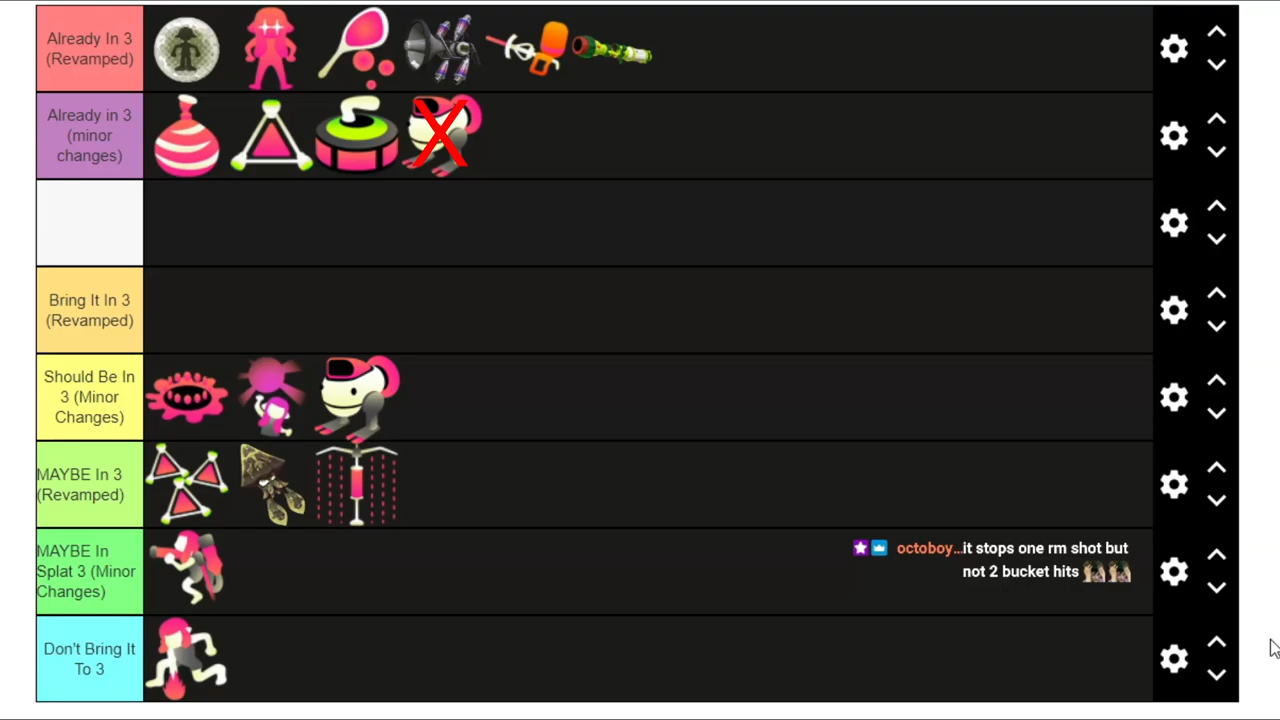 Already In 3
(Revamped)
Already in 3
(minor
changes)
X
Bring It In 3
(Revamped)
Should Be In
3 (Minor
Changes)
MAYBE In 3
(Revamped)
MAYBE In
Splat 3 (Minor
Changes)
octoboy...it stops one rm shot but
not 2 bucket hits
Don't Bring It
To 3